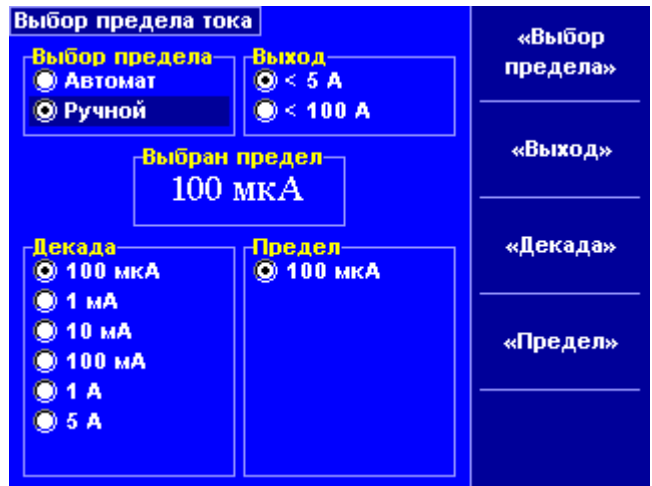 Выбор предела тока
Выбор предела
Автомат
Ручной
Выход
< 5 А
< 100 А
Выбран предел
100 мкА
Декада
100 мкА
1 мА
10 мА
100 мА
1 А
5 А
Предел
100 мкА
«Выбор
предела»
«Выход»
«Декада»
«Предел»